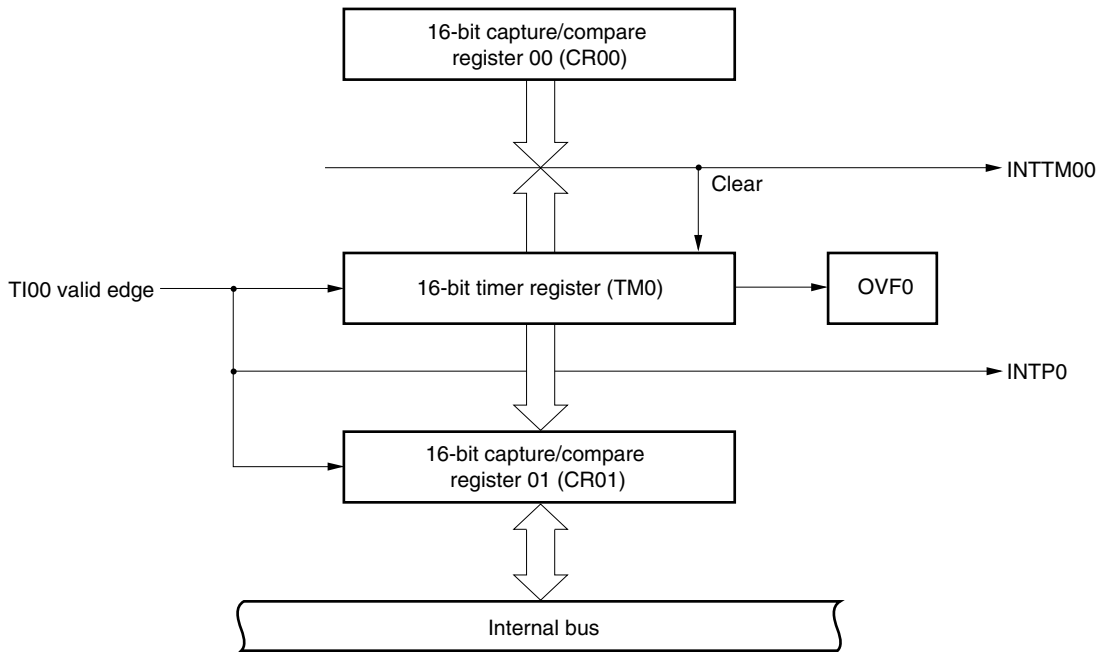 16-bit capture/compare
register 00 (CR00)
INTTM00
Clear
TI00 valid edge
16-bit timer register (TM0)
OVF0
INTP0
16-bit capture/compare
register 01 (CR01)
Internal bus